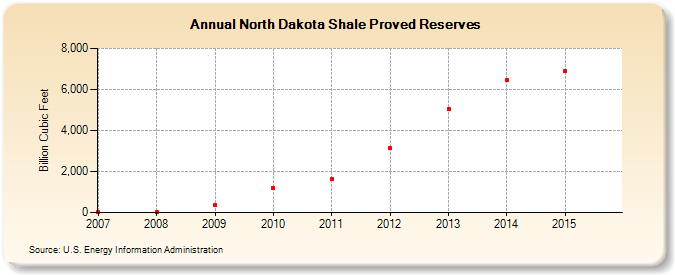 Annual North Dakota Shale Proved Reserves
Billion Cubic Feet
8,000
6,000
4,000
2,000
0
2007 2008 2009 2010 2011 2012 2013 2014 2015
Source: U.S. Energy Information Administration